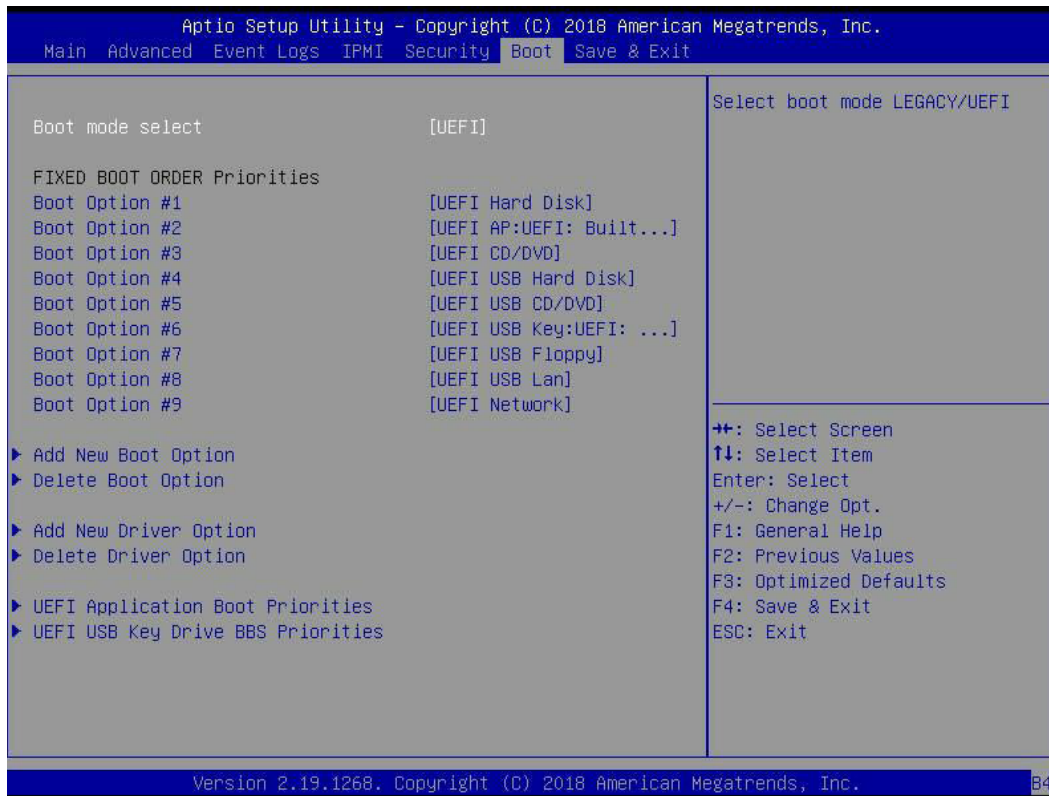 Aptio Setup Utility – Copyright (C) 2018 American Megatrends, Inc.
Main Advanced Event Logs IPMI Security Boot Save & Exit
Boot mode select [UEFI]
FIXED BOOT ORDER Priorities
Boot Option #1 [UEFI Hard Disk]
Boot Option #2 [UEFI AP:UEFI: Built...]
Boot Option #3 [UEFI CD/DVD]
Boot Option #4 [UEFI USB Hard Disk]
Boot Option #5 [UEFI USB CD/DVD]
Boot Option #6 [UEFI USB Key:UEFI: ...]
Boot Option #7 [UEFI USB Floppy]
Boot Option #8 [UEFI USB Lan]
Boot Option #9 [UEFI Network]
▶ Add New Boot Option
▶ Delete Boot Option
▶ Add New Driver Option
▶ Delete Driver Option
▶ UEFI Application Boot Priorities
▶ UEFI USB Key Drive BBS Priorities
Select boot mode LEGACY/UEFI
→←: Select Screen
↑↓: Select Item
Enter: Select
+/-: Change Opt.
F1: General Help
F2: Previous Values
F3: Optimized Defaults
F4: Save & Exit
ESC: Exit
Version 2.19.1268. Copyright (C) 2018 American Megatrends, Inc.
B4